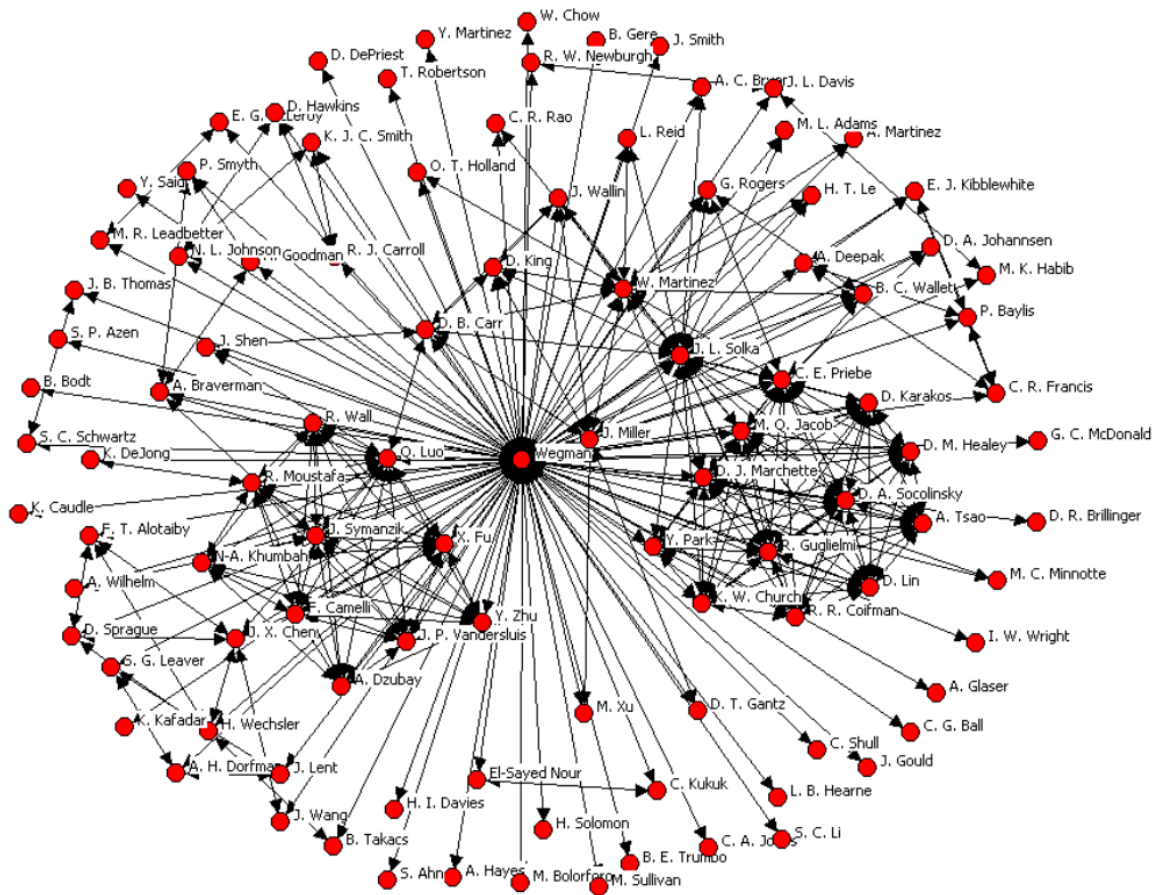 W. Chow
Y. Martinez
B. Gere
J. Smith
D. DePriest
R. W. Newburgh
T. Robertson
A. C. Bryer
J. L. Davis
D. Hawkins
E. G.
C. R. Rao
M. L. Adams
A. Martinez
K. J. C. Smith
L. Reid
P. Smyth
O. T. Holland
Y. Said
J. Wallin
G. Rogers
H. T. Le
E. J. Kibblewhite
M. R. Leadbetter
N. L. Johnson
Goodman
R. J. Carroll
D. King
A. Deepak
D. A. Johannsen
M. K. Habib
J. B. Thomas
W. Martinez
B. C. Wallet
P. Baylis
S. P. Azen
D. B. Carr
J. Shen
J. L. Solka
B. Bodt
A. Braverman
C. E. Priebe
C. R. Francis
D. Karakos
R. Wall
S. C. Schwartz
J. Miller
M. Q. Jacob
G. C. McDonald
K. DeJong
Q. Luo
Wegman
D. M. Healey
R. Moustafa
D. J. Marchette
K. Caudle
D. A. Socolinsky
A. Tsao
D. R. Brillinger
F. T. Alotaiby
J. Symanzik
X. Fu
Y. Park
R. Guglielmi
N-A. Khumbah
A. Wilhelm
D. Lin
M. C. Minnotte
F. Camelli
Y. Zhu
K. W. Church
R. R. Coifman
D. Sprague
J. X. Chen
J. P. Vandersluis
I. W. Wright
S. G. Leaver
A. Dzubay
A. Glaser
K. Kafadar
H. Wechsler
M. Xu
D. T. Gantz
C. G. Ball
A. H. Dorfman
J. Lent
El-Sayed Nour
C. Kukuk
C. Shull
J. Gould
J. Wang
H. I. Davies
L. B. Hearne
B. Takacs
H. Solomon
S. C. Li
C. A. Jones
B. E. Trumbo
S. Ahn
A. Hayes
M. Bolorforo
M. Sullivan